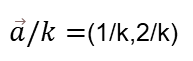 a⃗/k =(1/k,2/k)